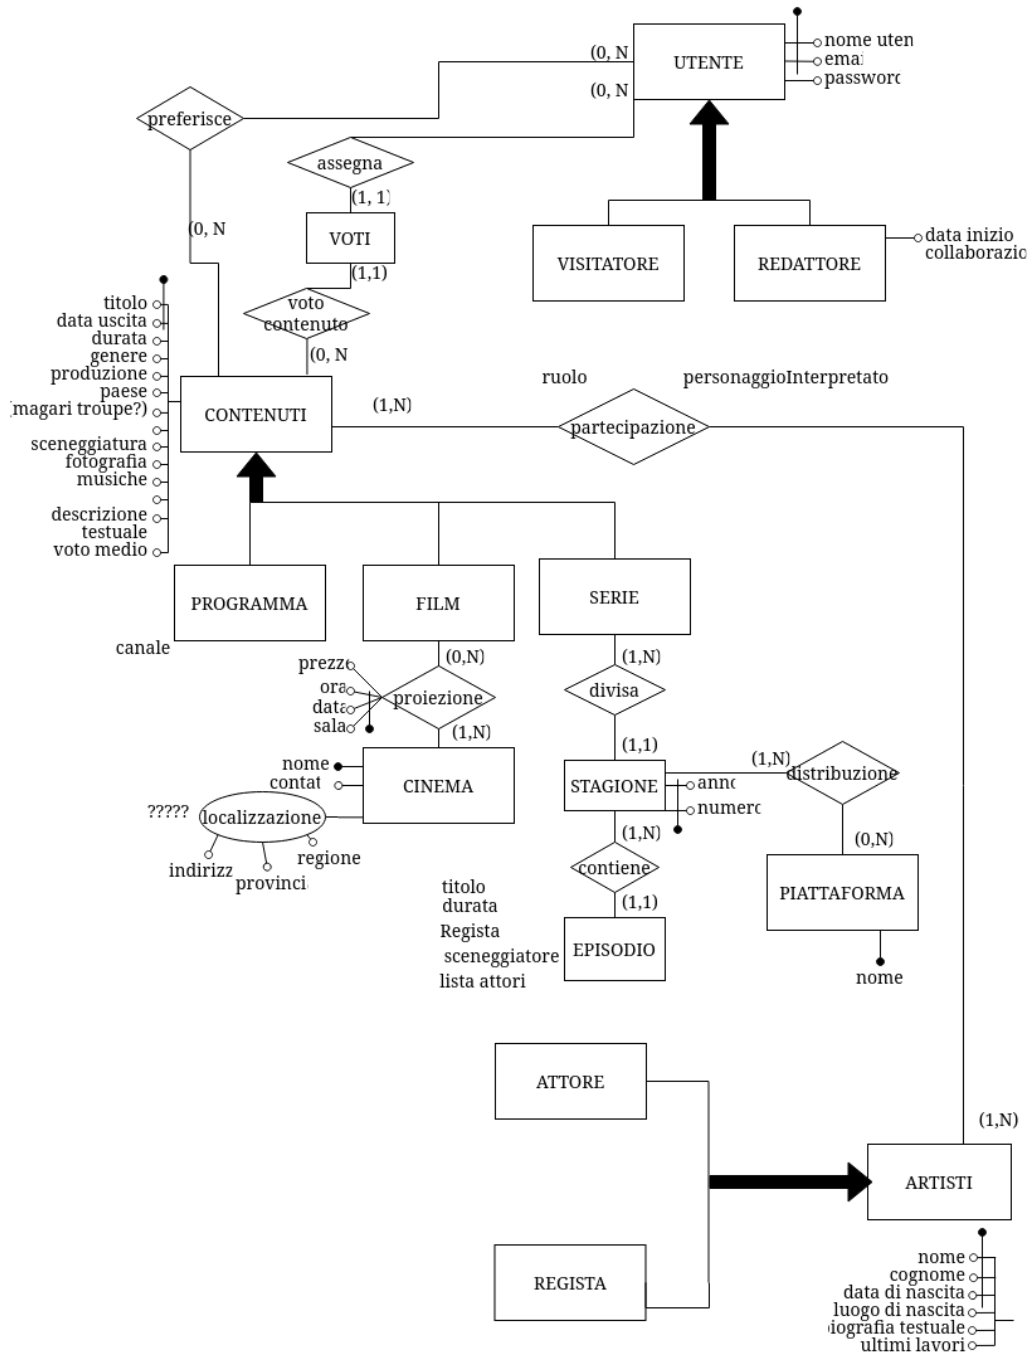 (0, N
UTENTE
nome uten
emai
password
(0, N
preferisce
assegna
(1, 1)
(0, N
VOTI
VISITATORE
REDATTORE
data inizio
collaborazio
(1,1)
titolo
data uscita
durata
genere
produzione
paese
(magari troupe?)
sceneggiatura
fotografia
musiche
descrizione
testuale
voto medio
voto
contenuto
(0, N
CONTENUTI
(1,N)
ruolo
personaggioInterpretato
partecipazione
PROGRAMMA
FILM
SERIE
canale
(0,N)
(1,N)
prezzo
ora
data
sala
proiezione
divisa
(1,N)
(1,1)
nome
contat
CINEMA
STAGIONE
anno
numero
(1,N)
distribuzione
?????
localizzazione
indirizz
provinci
regione
(1,N)
(0,N)
contiene
(1,1)
PIATTAFORMA
nome
titolo
durata
Regista
sceneggiatore
lista attori
EPISODIO
ATTORE
(1,N)
ARTISTI
REGISTA
nome
cognome
data di nascita
luogo di nascita
biografia testuale
ultimi lavori